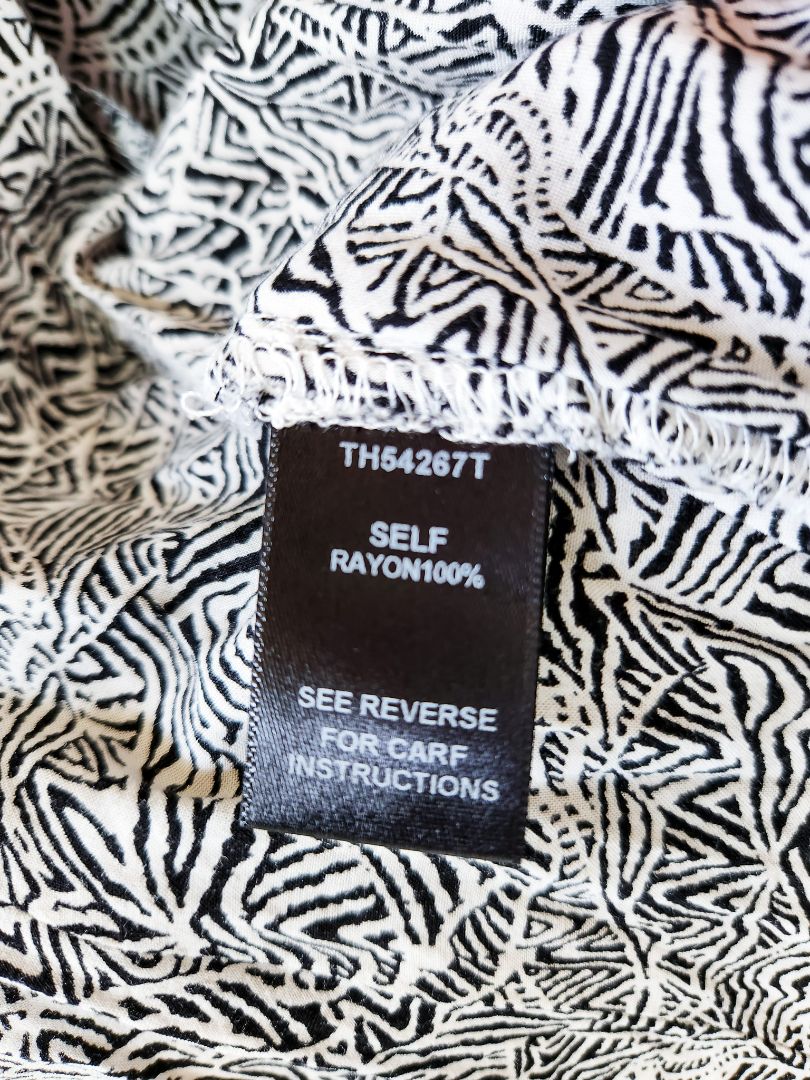 TH54267T
SELF
RAYON100%
SEE REVERSE
FOR CARF
INSTRUCTIONS